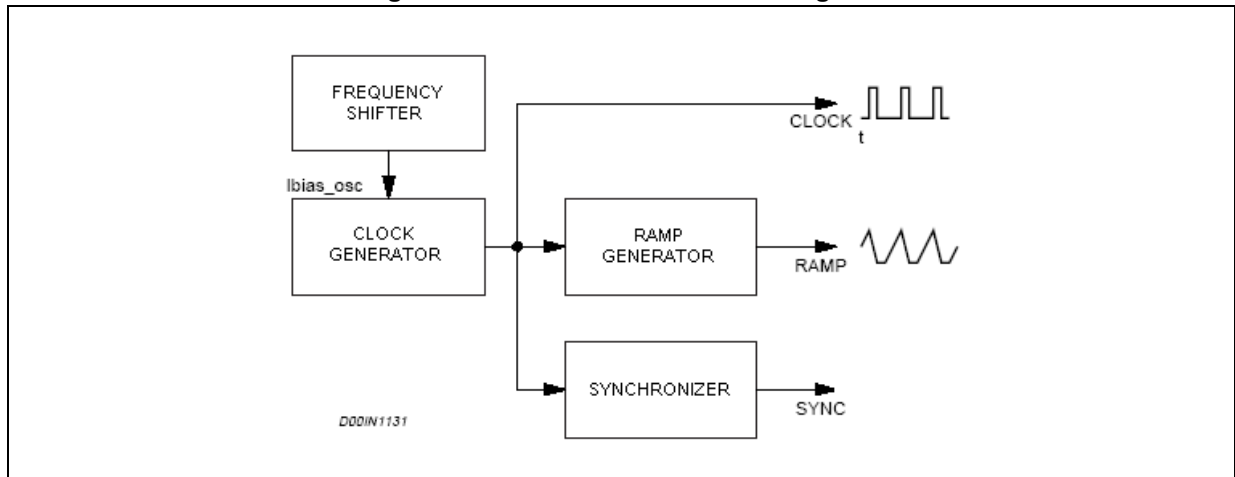 FREQUENCY
SHIFTER
CLOCK
t
Ibias_osc
CLOCK
GENERATOR
RAMP
GENERATOR
RAMP
SYNCHRONIZER
SYNC
D00IN1131